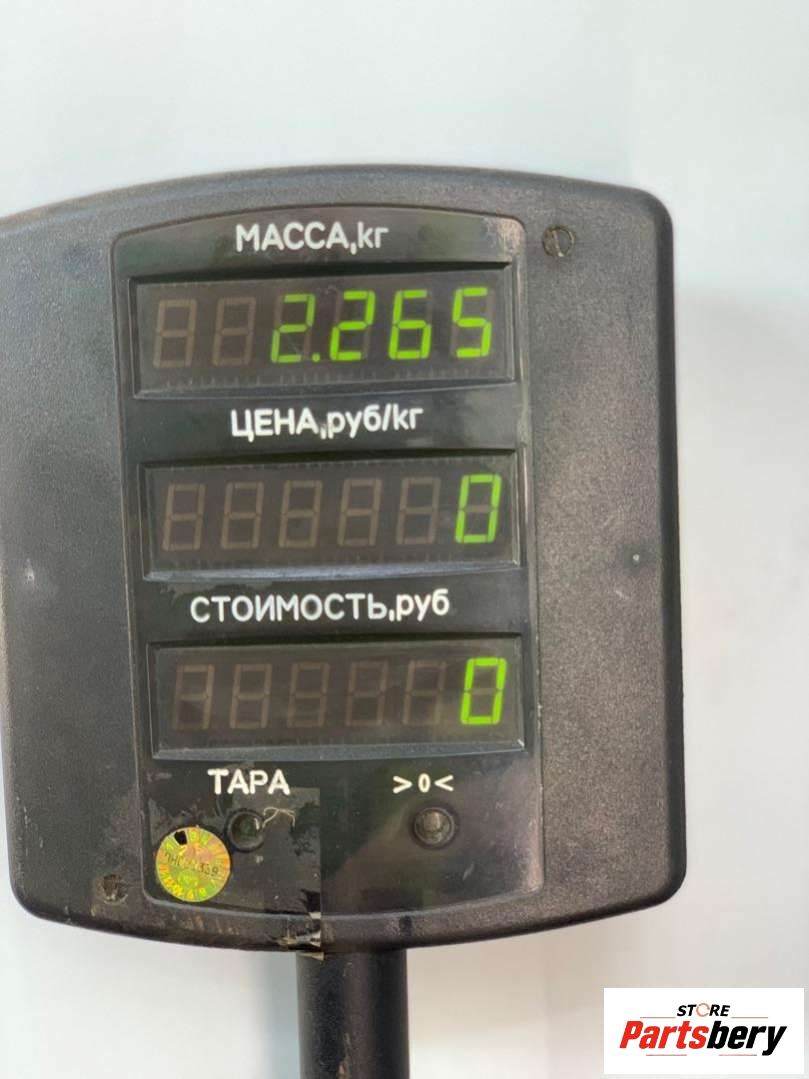 МАССА,кг
2.265
ЦЕНА,руб/кг
0
СТОИМОСТЬ,руб
0
ТАРА >0<
STORE
Partsbery